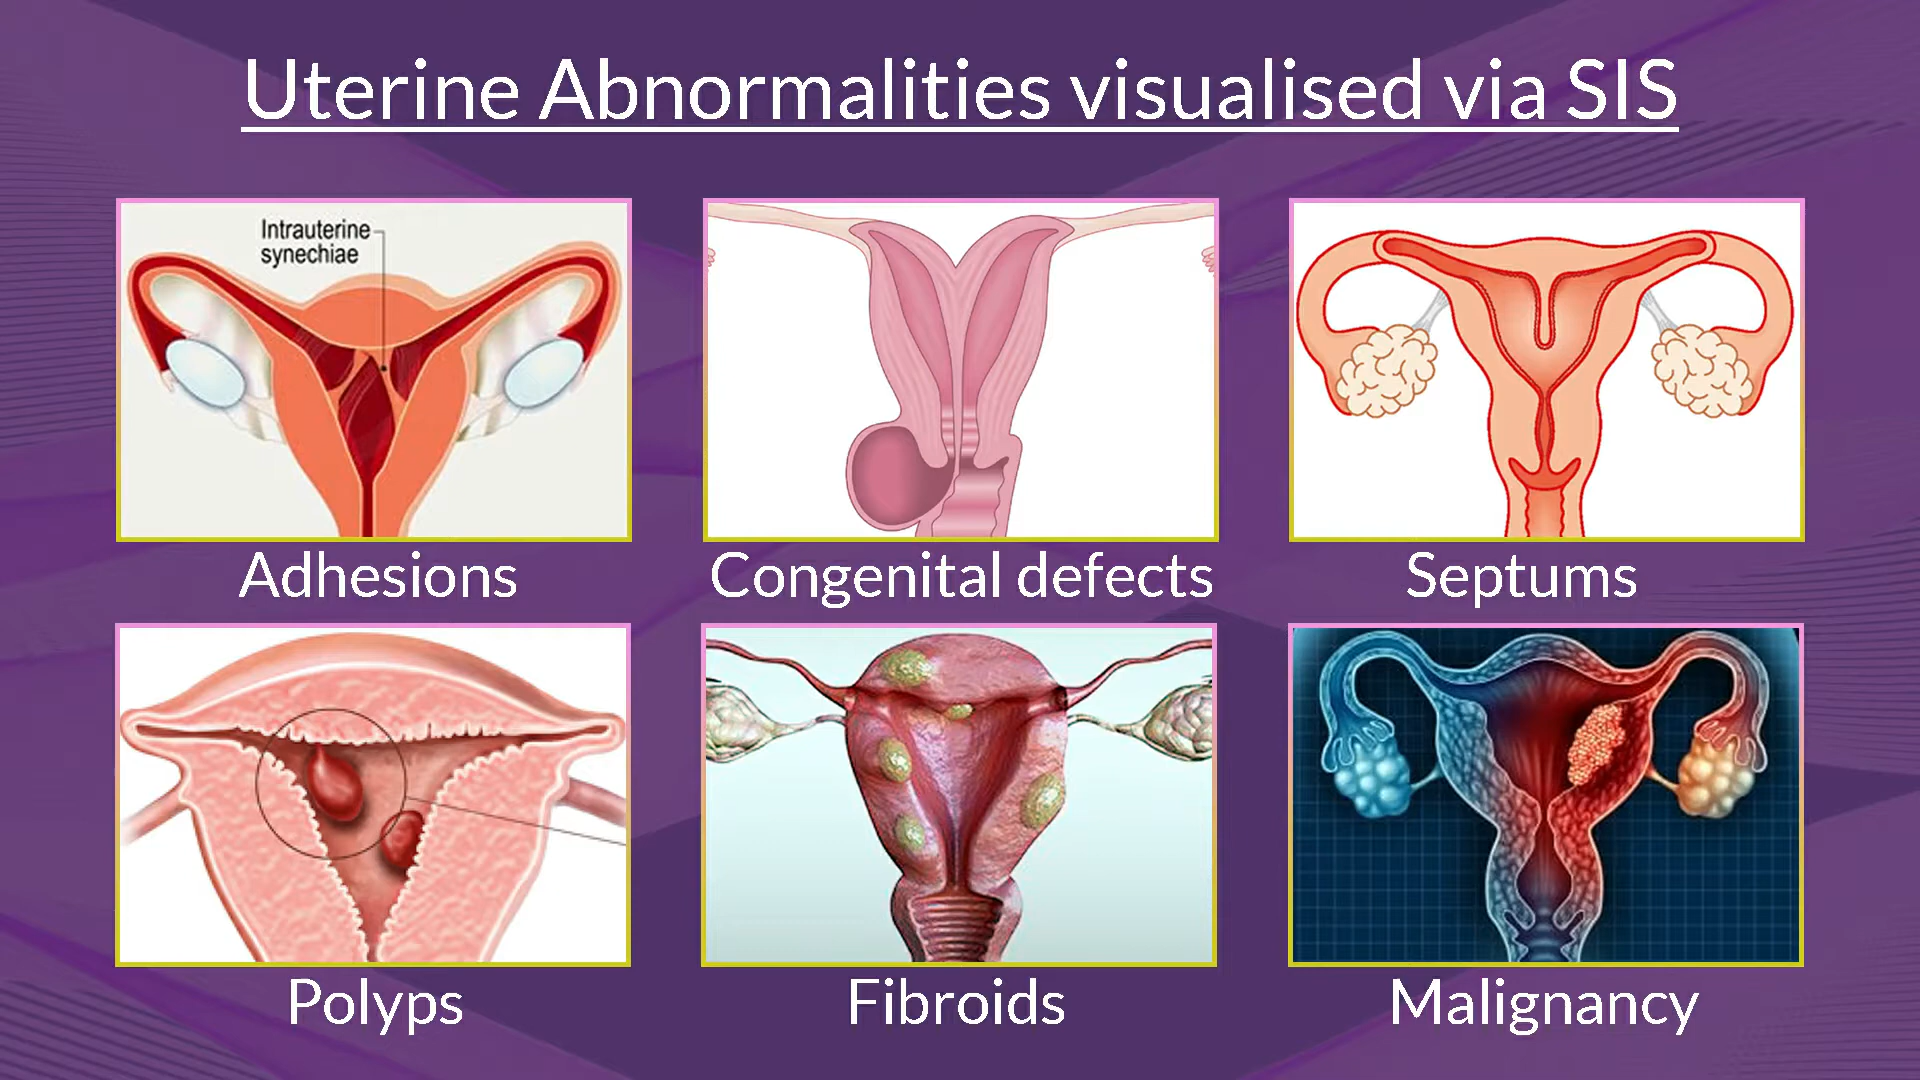 Uterine Abnormalities visualised via SIS
Intrauterine
synechiae
Adhesions
Congenital defects
Septums
Polyps
Fibroids
Malignancy